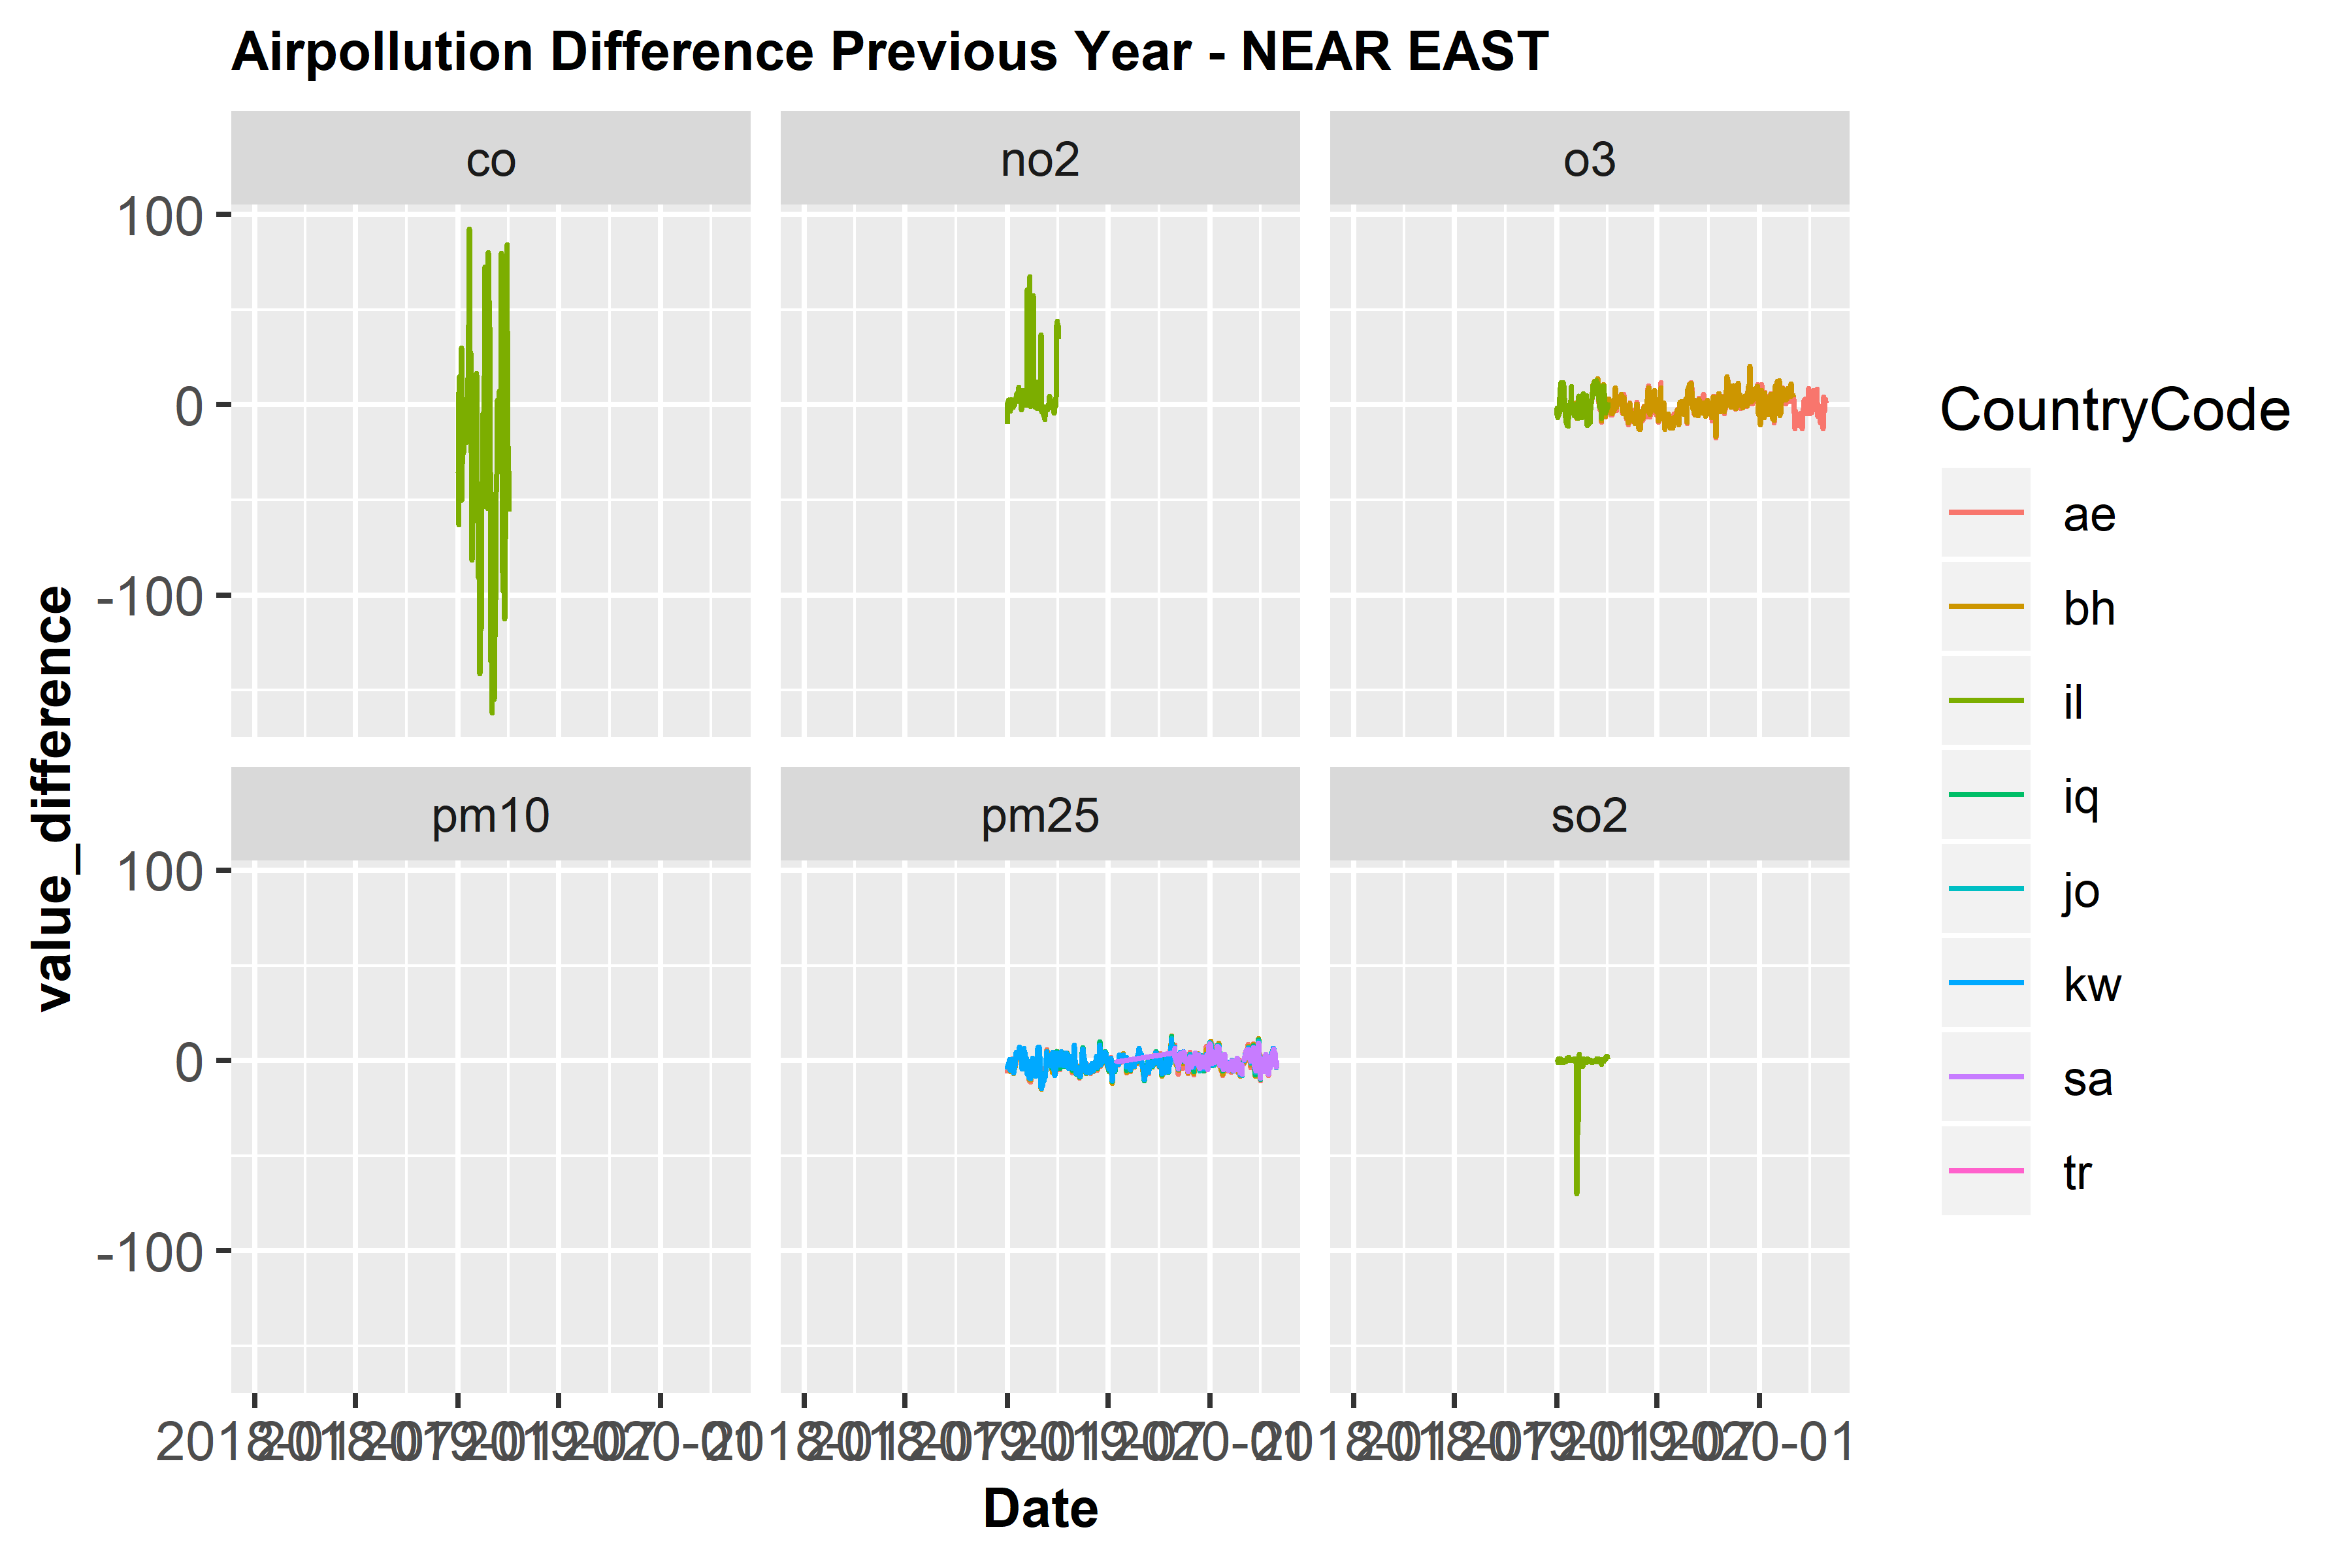 Airpollution Difference Previous Year - NEAR EAST
co
no2
o3
100
0
-100
pm10
pm25
so2
100
0
-100
value_difference
Date
CountryCode
ae
bh
il
iq
jo
kw
sa
tr